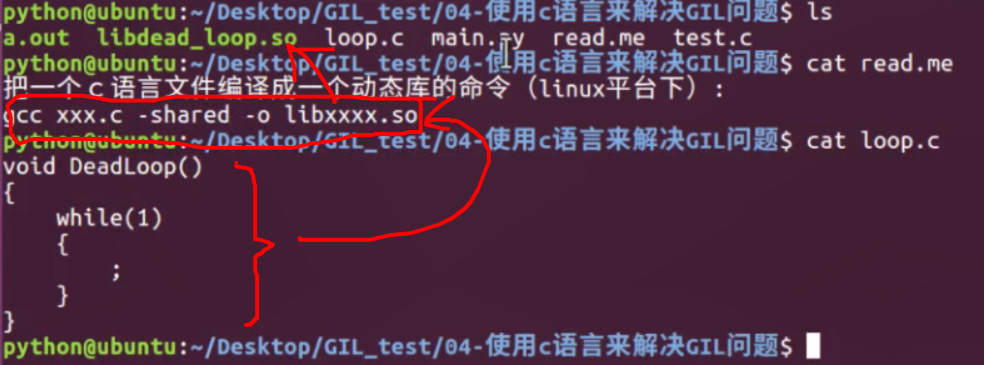 python@ubuntu:~/Desktop/GIL_test/04-使用c语言来解决GIL问题$ ls
a.out libdead_loop.so loop.c main.py read.me test.c
python@ubuntu:~/Desktop/GIL_test/04-使用c语言来解决GIL问题$ cat read.me
把一个c语言文件编译成一个动态库的命令（linux平台下）:
gcc xxx.c -shared -o libxxxx.so
python@ubuntu:~/Desktop/GIL_test/04-使用c语言来解决GIL问题$ cat loop.c
void DeadLoop()
{
    while(1)
    {
        ;
    }
}
python@ubuntu:~/Desktop/GIL_test/04-使用c语言来解决GIL问题$